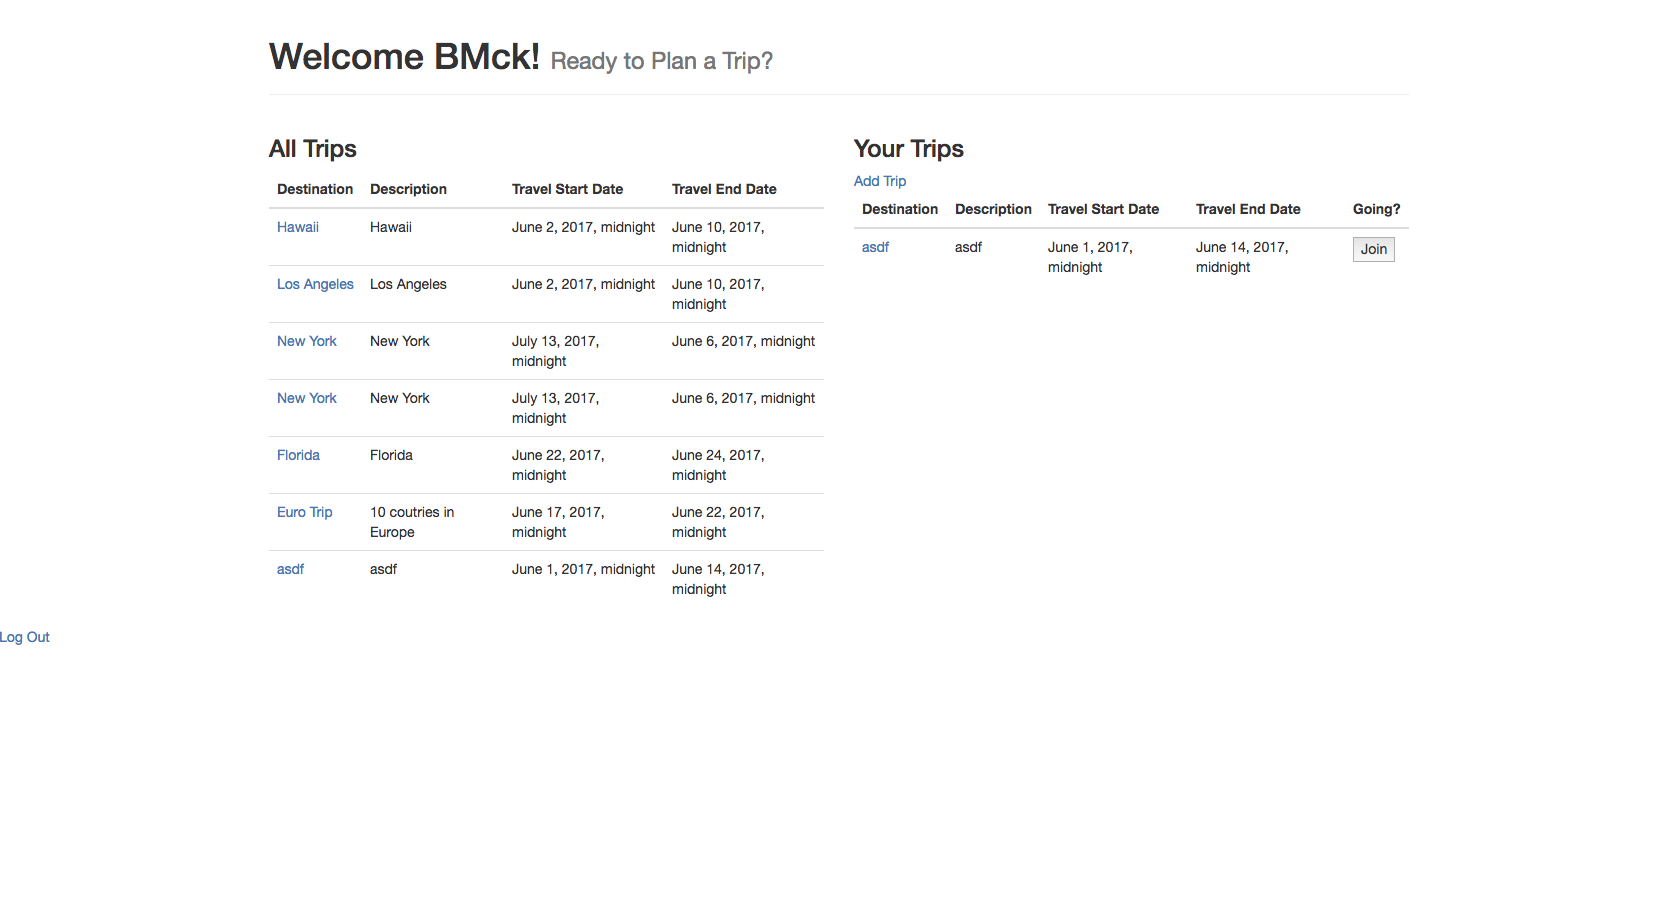 Welcome BMck! Ready to Plan a Trip?
All Trips
Destination Description Travel Start Date Travel End Date
Hawaii Hawaii June 2, 2017, midnight June 10, 2017,
midnight
Los Angeles Los Angeles June 2, 2017, midnight June 10, 2017,
midnight
New York New York July 13, 2017, June 6, 2017, midnight
midnight
New York New York July 13, 2017, June 6, 2017, midnight
midnight
Florida Florida June 22, 2017, June 24, 2017,
midnight midnight
Euro Trip 10 coutries in June 17, 2017, June 22, 2017,
Europe midnight midnight
asdf asdf June 1, 2017, midnight June 14, 2017,
midnight
Your Trips
Add Trip
Destination Description Travel Start Date Travel End Date Going?
asdf asdf June 1, 2017, June 14, 2017, Join
midnight midnight
Log Out